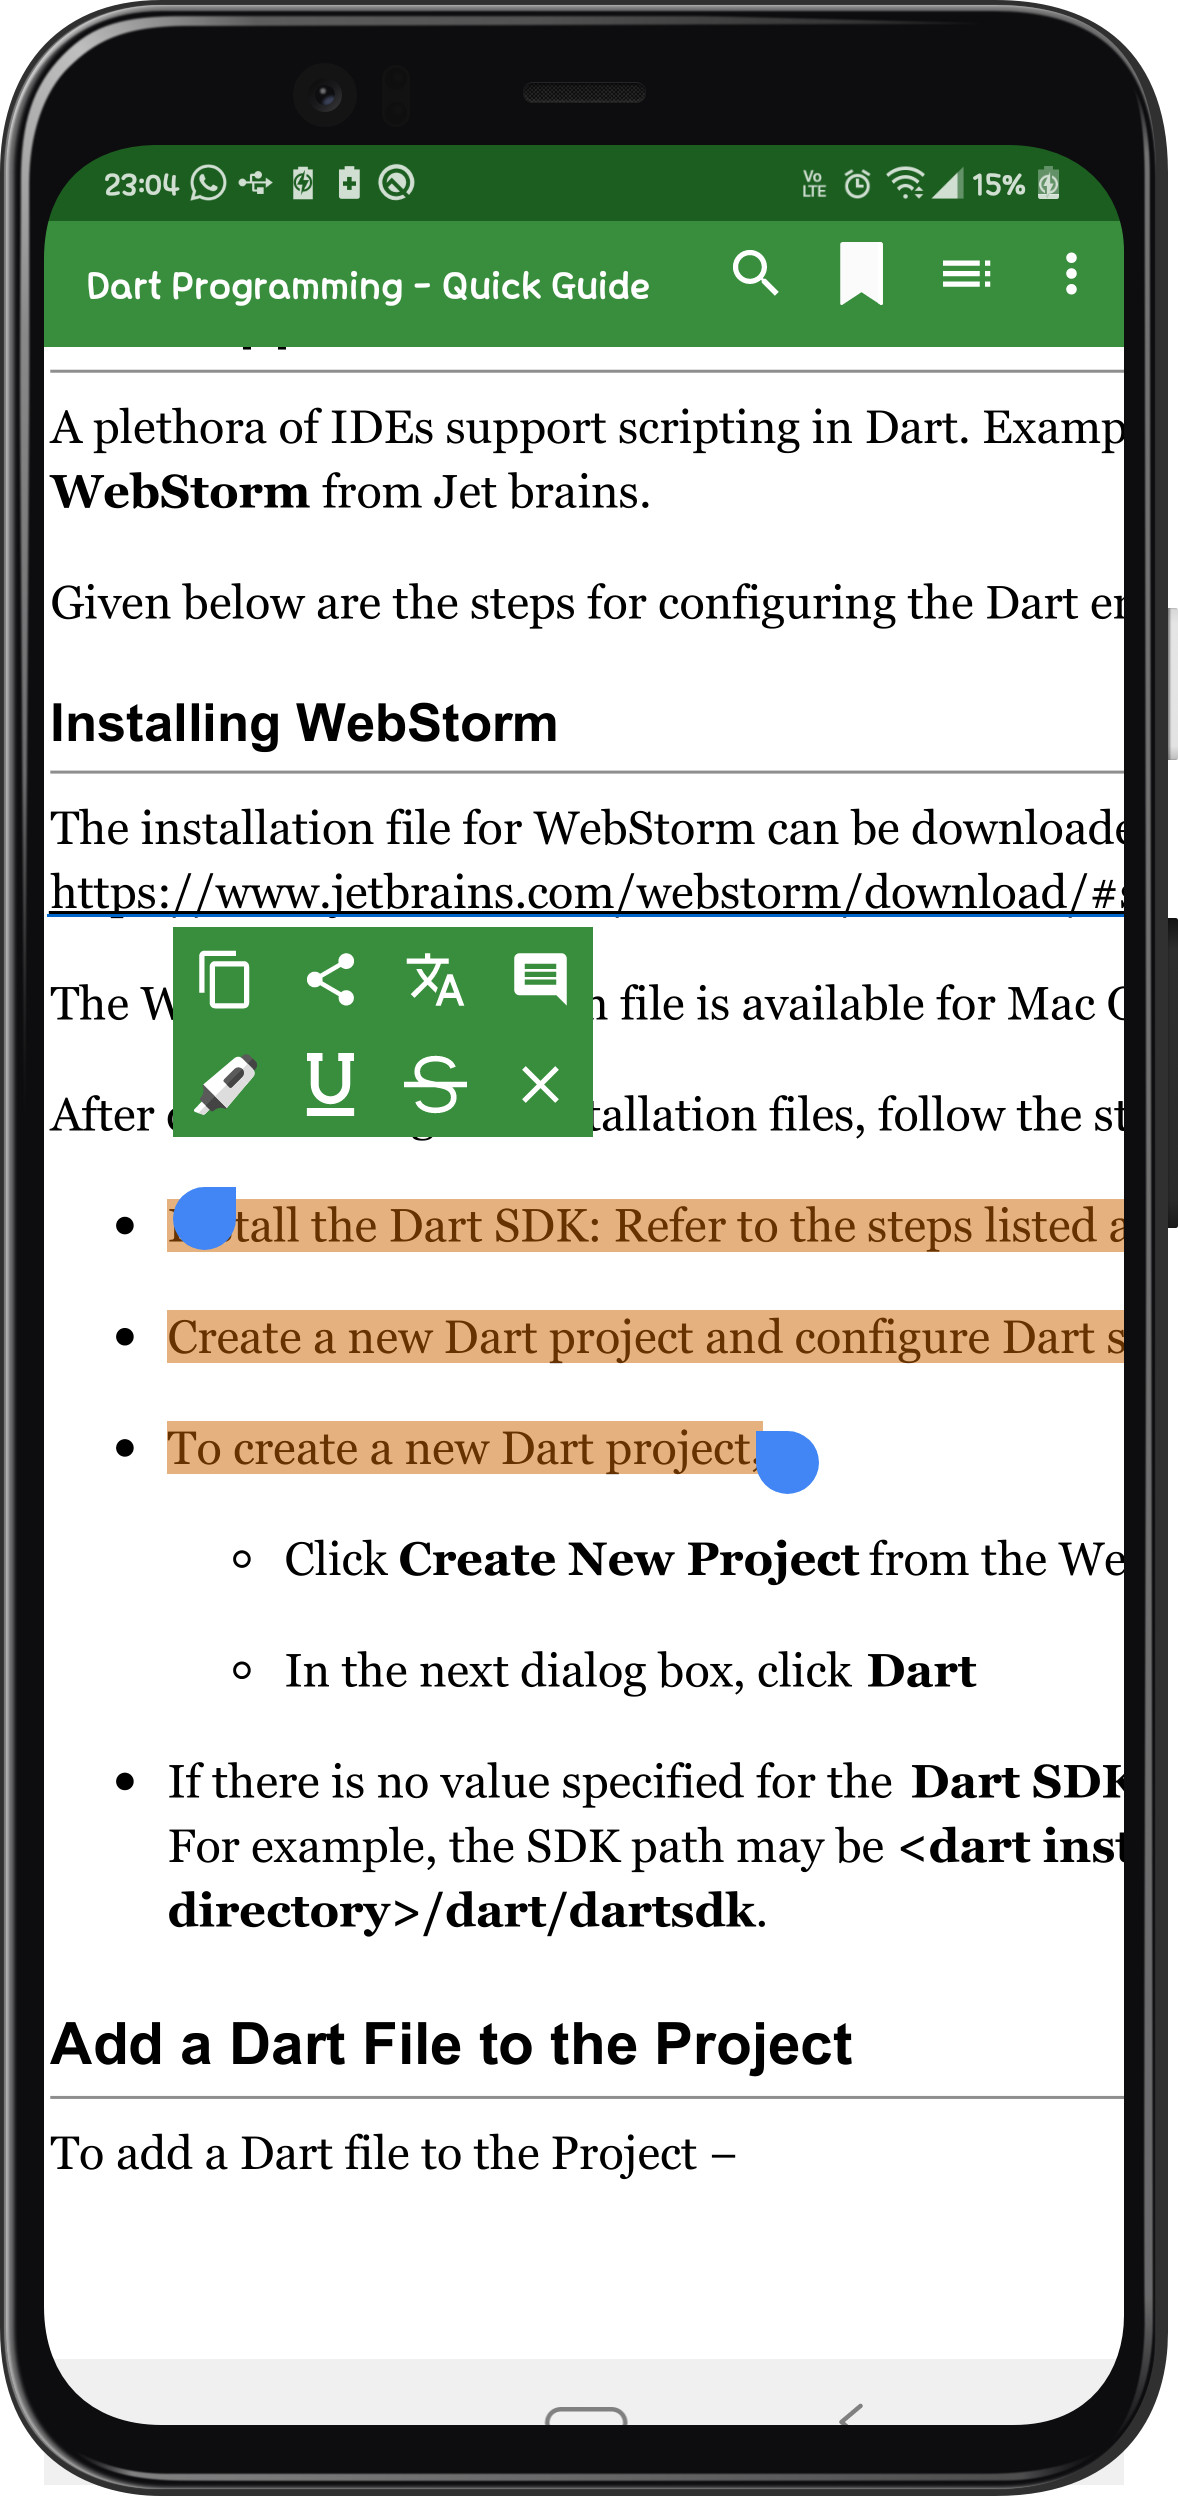 23:04 Vo LTE 15%
Dart Programming - Quick Guide
A plethora of IDEs support scripting in Dart. Examp
WebStorm from Jet brains.
Given below are the steps for configuring the Dart
Installing WebStorm
The installation file for WebStorm can be downloade
https://www.jetbrains.com/webstorm/download/#s
The W file is available for Mac
After tallation files, follow the st
tall the Dart SDK: Refer to the steps listed a
Create a new Dart project and configure Dart s
To create a new Dart project,
Click Create New Project from the We
In the next dialog box, click Dart
If there is no value specified for the Dart SDK
For example, the SDK path may be <dart inst
directory>/dart/dartsdk.
Add a Dart File to the Project
To add a Dart file to the Project –